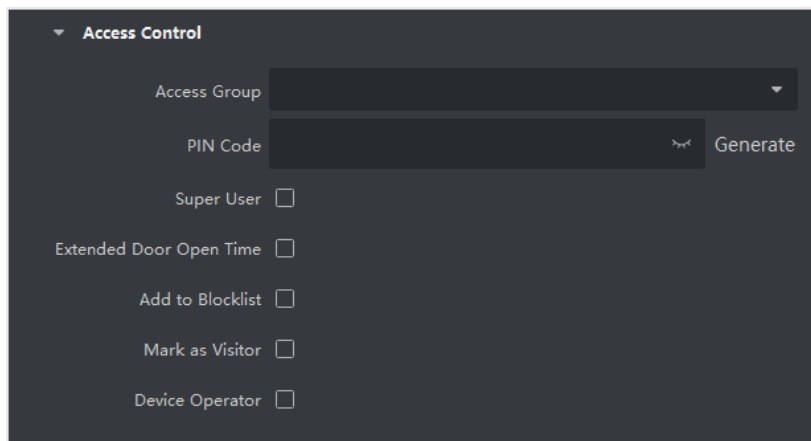 Access Control
Access Group
PIN Code Generate
Super User
Extended Door Open Time
Add to Blocklist
Mark as Visitor
Device Operator